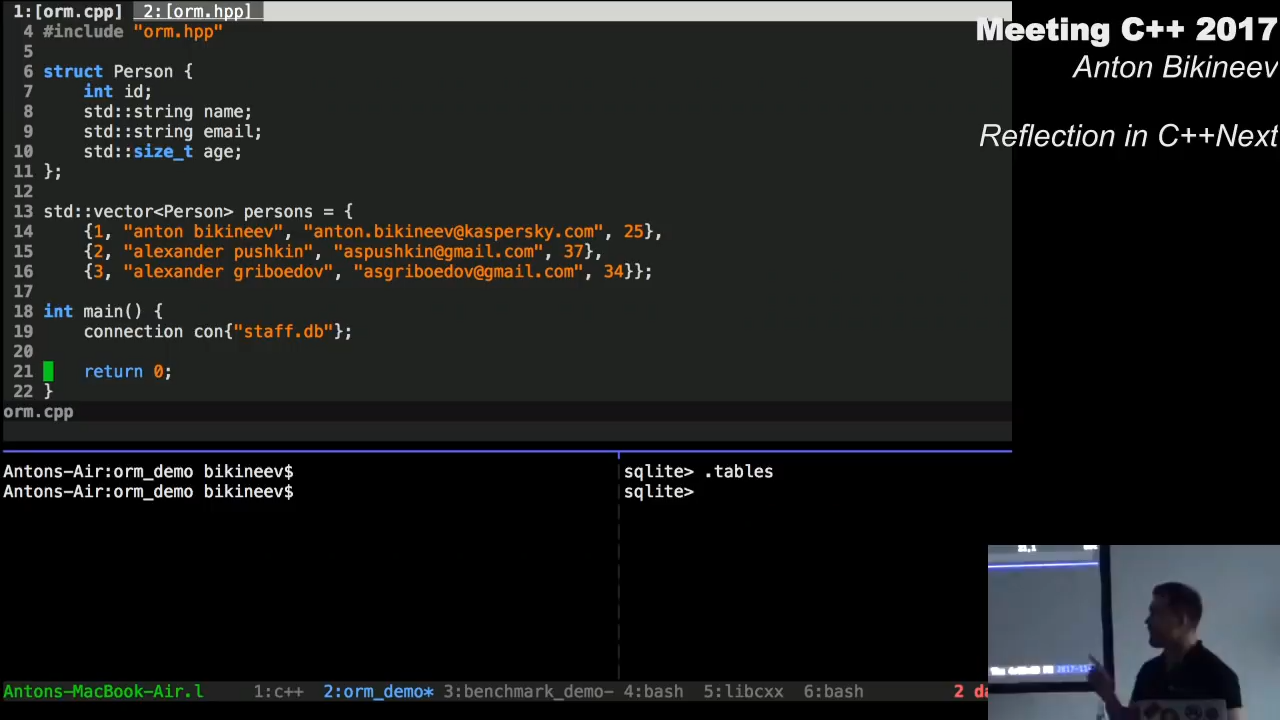 1:[orm.cpp] 2:[orm.hpp]
4 #include "orm.hpp"
5
6 struct Person {
7 int id;
8 std::string name;
9 std::string email;
10 std::size_t age;
11 };
12
13 std::vector<Person> persons = {
14 {1, "anton bikineev", "anton.bikineev@kaspersky.com", 25},
15 {2, "alexander pushkin", "aspushkin@gmail.com", 37},
16 {3, "alexander griboedov", "asgriboedov@gmail.com", 34}};
17
18 int main() {
19 connection con{"staff.db"};
20
21 return 0;
22 }
orm.cpp
Meeting C++ 2017
Anton Bikineev
Reflection in C++Next
Antons-Air:orm_demo bikineev$
Antons-Air:orm_demo bikineev$
sqlite> .tables
sqlite>
Antons-MacBook-Air.l 1:c++ 2:orm_demo* 3:benchmark_demo- 4:bash 5:libcxx 6:bash 2 da